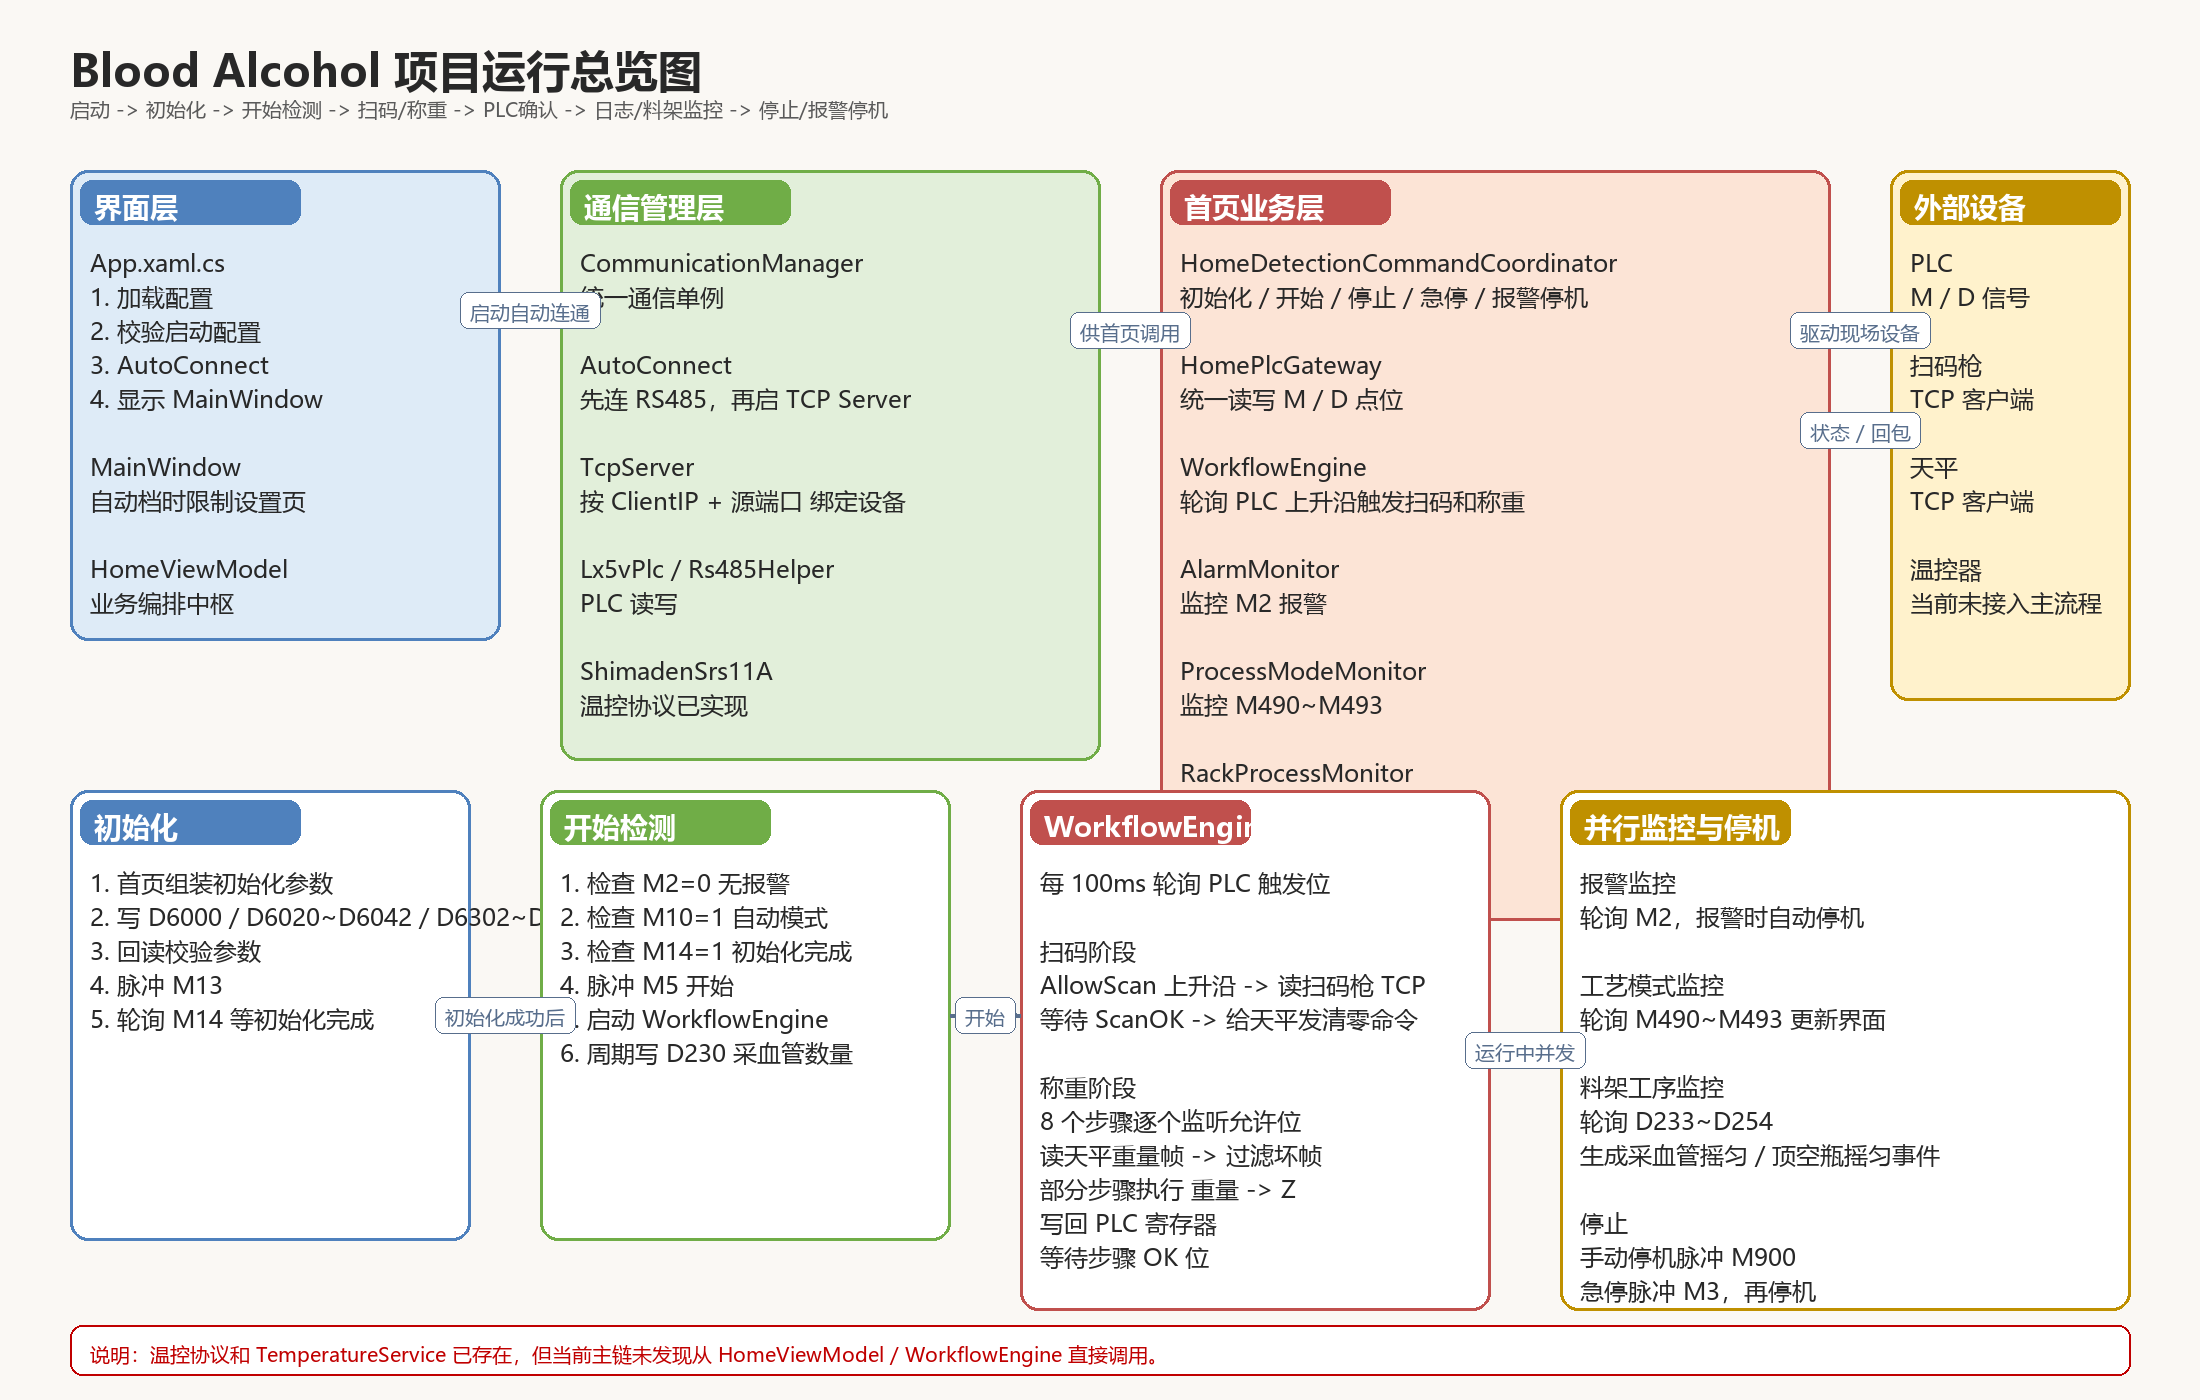 Blood Alcohol 项目运行总览图
启动 -> 初始化 -> 开始检测 -> 扫码/称重 -> PLC确认 -> 日志/料架监控 -> 停止/报警停机
界面层
App.xaml.cs
1. 加载配置
2. 校验启动配置
3. AutoConnect
4. 显示 MainWindow
MainWindow
自动档时限制设置页
HomeViewModel
业务编排中枢
启动自动连通
通信管理层
CommunicationManager
统一通信单例
AutoConnect
先连 RS485，再启 TCP Server
TcpServer
按 ClientIP + 源端口 绑定设备
Lx5vPlc / Rs485Helper
PLC 读写
ShimadenSrs11A
温控协议已实现
供首页调用
首页业务层
HomeDetectionCommandCoordinator
初始化 / 开始 / 停止 / 急停 / 报警停机
HomePlcGateway
统一读写 M / D 点位
WorkflowEngine
轮询 PLC 上升沿触发扫码和称重
AlarmMonitor
监控 M2 报警
ProcessModeMonitor
监控 M490~M493
RackProcessMonitor
驱动现场设备
状态 / 回包
外部设备
PLC
M / D 信号
扫码枪
TCP 客户端
天平
TCP 客户端
温控器
当前未接入主流程
初始化
1. 首页组装初始化参数
2. 写 D6000 / D6020~D6042 / D6302~D
3. 回读校验参数
4. 脉冲 M13
5. 轮询 M14 等初始化完成
初始化成功后
开始检测
1. 检查 M2=0 无报警
2. 检查 M10=1 自动模式
3. 检查 M14=1 初始化完成
4. 脉冲 M5 开始
. 启动 WorkflowEngine
6. 周期写 D230 采血管数量
开始
WorkflowEngin
每 100ms 轮询 PLC 触发位
扫码阶段
AllowScan 上升沿 -> 读扫码枪 TCP
等待 ScanOK -> 给天平发清零命令
称重阶段
8 个步骤逐个监听允许位
读天平重量帧 -> 过滤坏帧
部分步骤执行 重量 -> Z
写回 PLC 寄存器
等待步骤 OK 位
运行中并发
并行监控与停机
报警监控
轮询 M2，报警时自动停机
工艺模式监控
轮询 M490~M493 更新界面
料架工序监控
轮询 D233~D254
生成采血管摇匀 / 顶空瓶摇匀事件
停止
手动停机脉冲 M900
急停脉冲 M3，再停机
说明：温控协议和 TemperatureService 已存在，但当前主链未发现从 HomeViewModel / WorkflowEngine 直接调用。